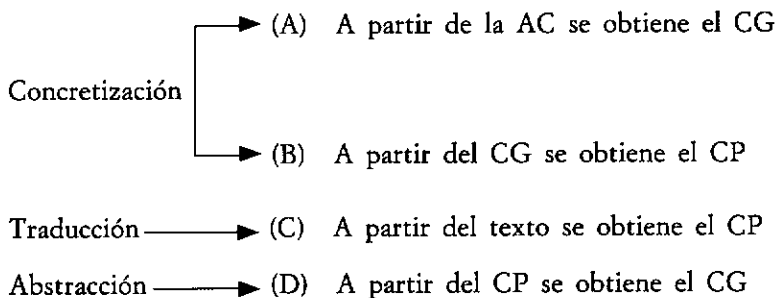 (A) A partir de la AC se obtiene el CG
Concretización
(B) A partir del CG se obtiene el CP
Traducción (C) A partir del texto se obtiene el CP
Abstracción (D) A partir del CP se obtiene el CG